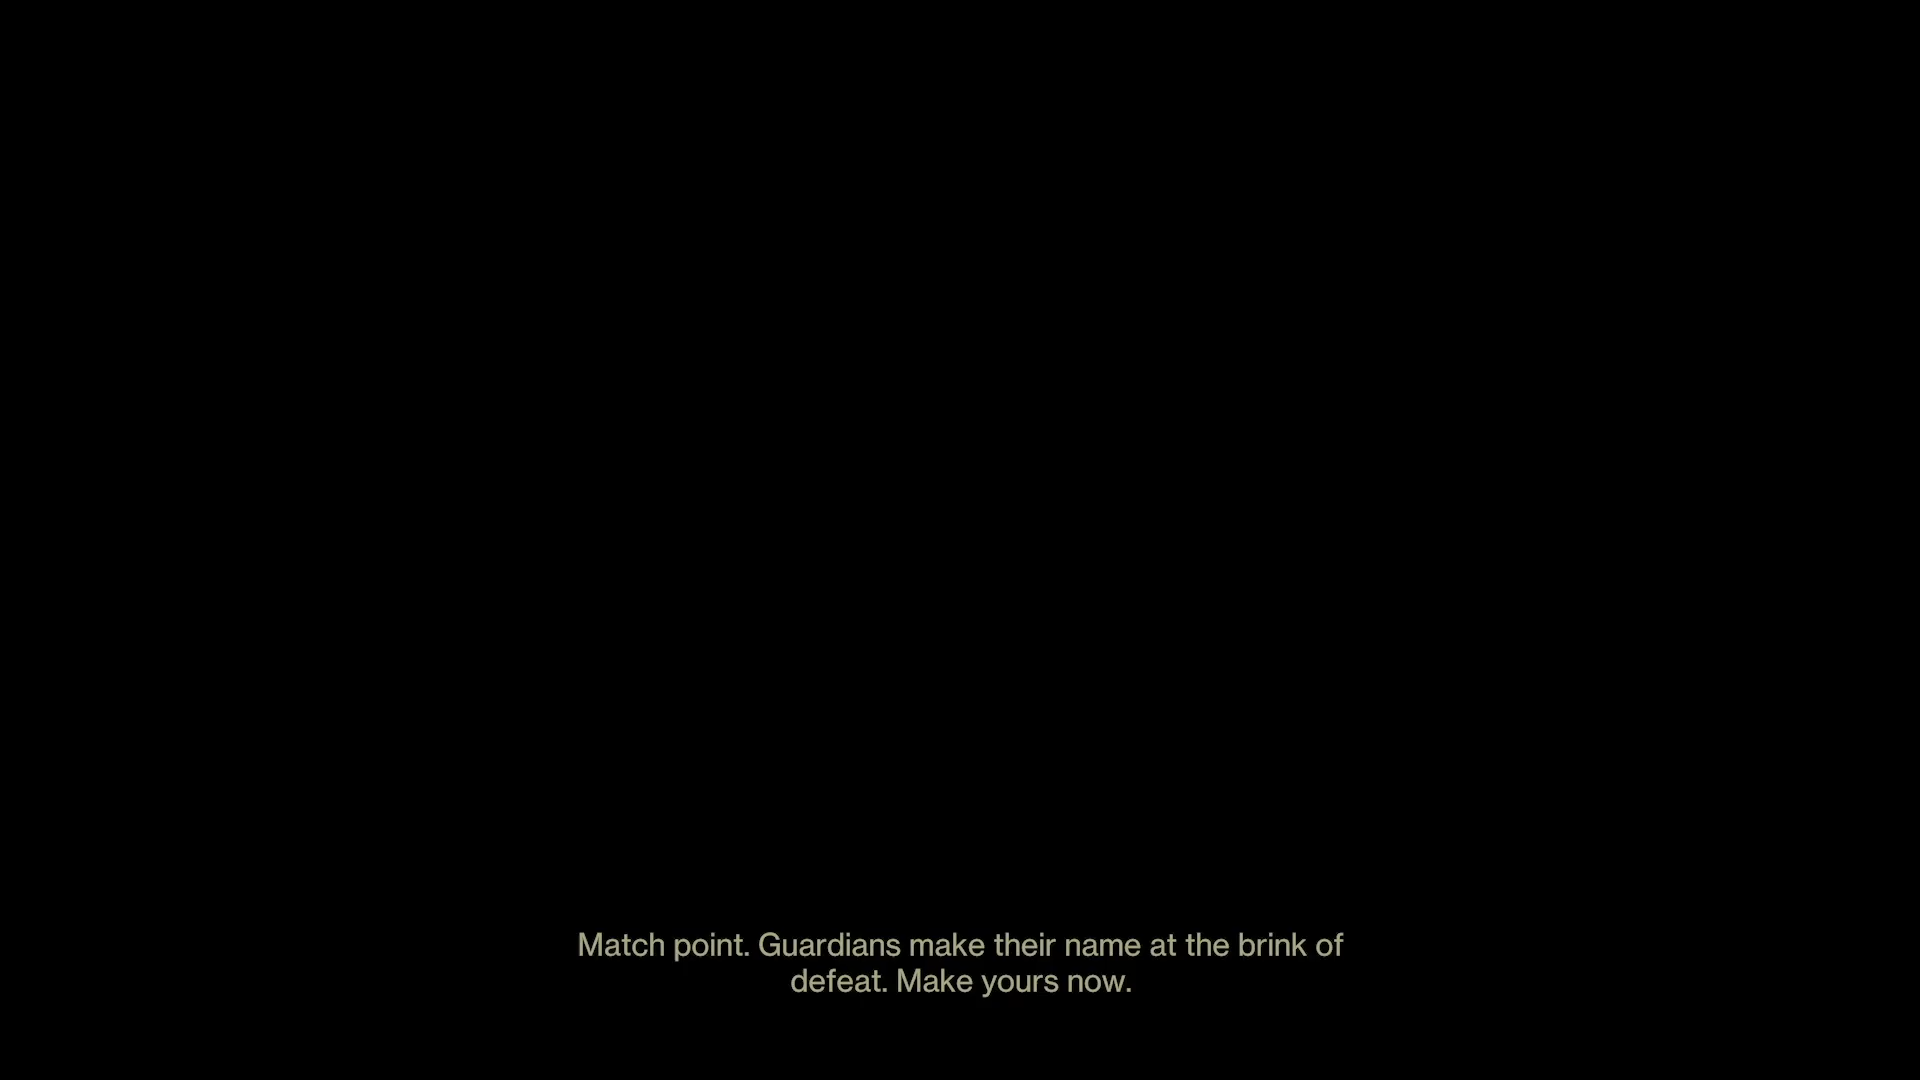 Match point. Guardians make their name at the brink of
defeat. Make yours now.